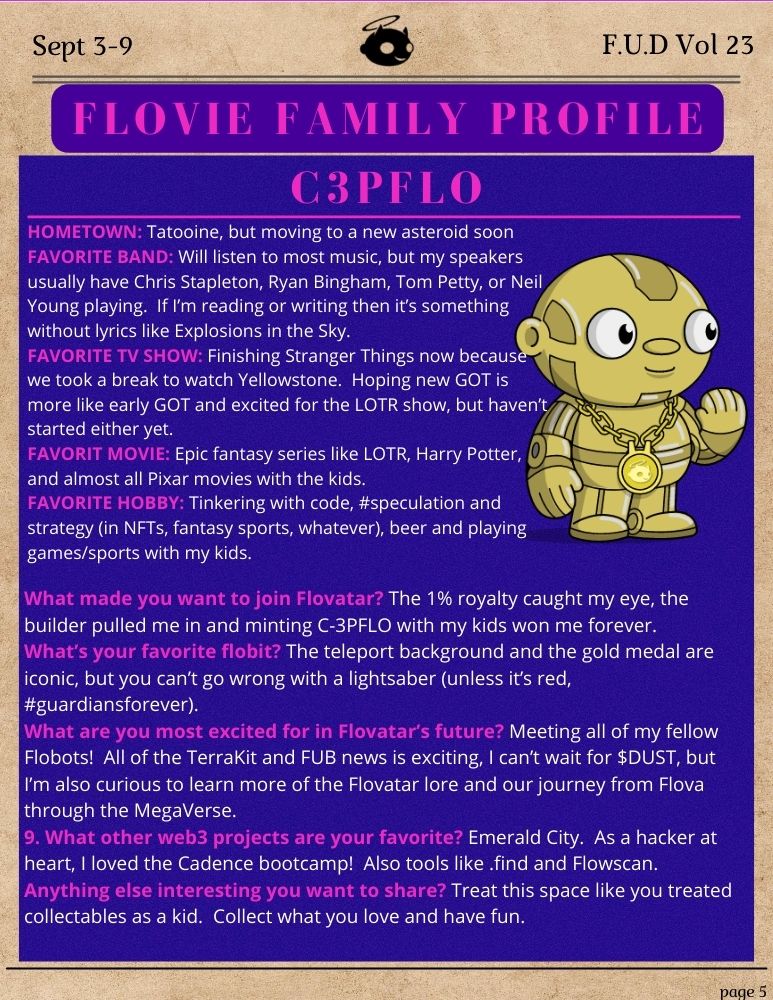 Sept 3-9
F.U.D Vol 23
FLOVIE FAMILY PROFILE
C3PFLO
HOMETOWN: Tatooine, but moving to a new asteroid soon
FAVORITE BAND: Will listen to most music, but my speakers
usually have Chris Stapleton, Ryan Bingham, Tom Petty, or Neil
Young playing. If I'm reading or writing then it's something
without lyrics like Explosions in the Sky.
FAVORITE TV SHOW: Finishing Stranger Things now because
we took a break to watch Yellowstone. Hoping new GOT is
more like early GOT and excited for the LOTR show, but haven't
started either yet.
FAVORIT MOVIE: Epic fantasy series like LOTR, Harry Potter,
and almost all Pixar movies with the kids.
FAVORITE HOBBY: Tinkering with code, #speculation and
strategy (in NFTs, fantasy sports, whatever), beer and playing
games/sports with my kids.
What made you want to join Flovatar? The 1% royalty caught my eye, the
builder pulled me in and minting C-3PFLO with my kids won me forever.
What's your favorite flobit? The teleport background and the gold medal are
iconic, but you can't go wrong with a lightsaber (unless it's red,
#guardiansforever).
What are you most excited for in Flovatar's future? Meeting all of my fellow
Flobots! All of the TerraKit and FUB news is exciting, I can't wait for $DUST, but
I'm also curious to learn more of the Flovatar lore and our journey from Flova
through the MegaVerse.
9. What other web3 projects are your favorite? Emerald City. As a hacker at
heart, I loved the Cadence bootcamp! Also tools like .find and Flowscan.
Anything else interesting you want to share? Treat this space like you treated
collectables as a kid. Collect what you love and have fun.
page 5